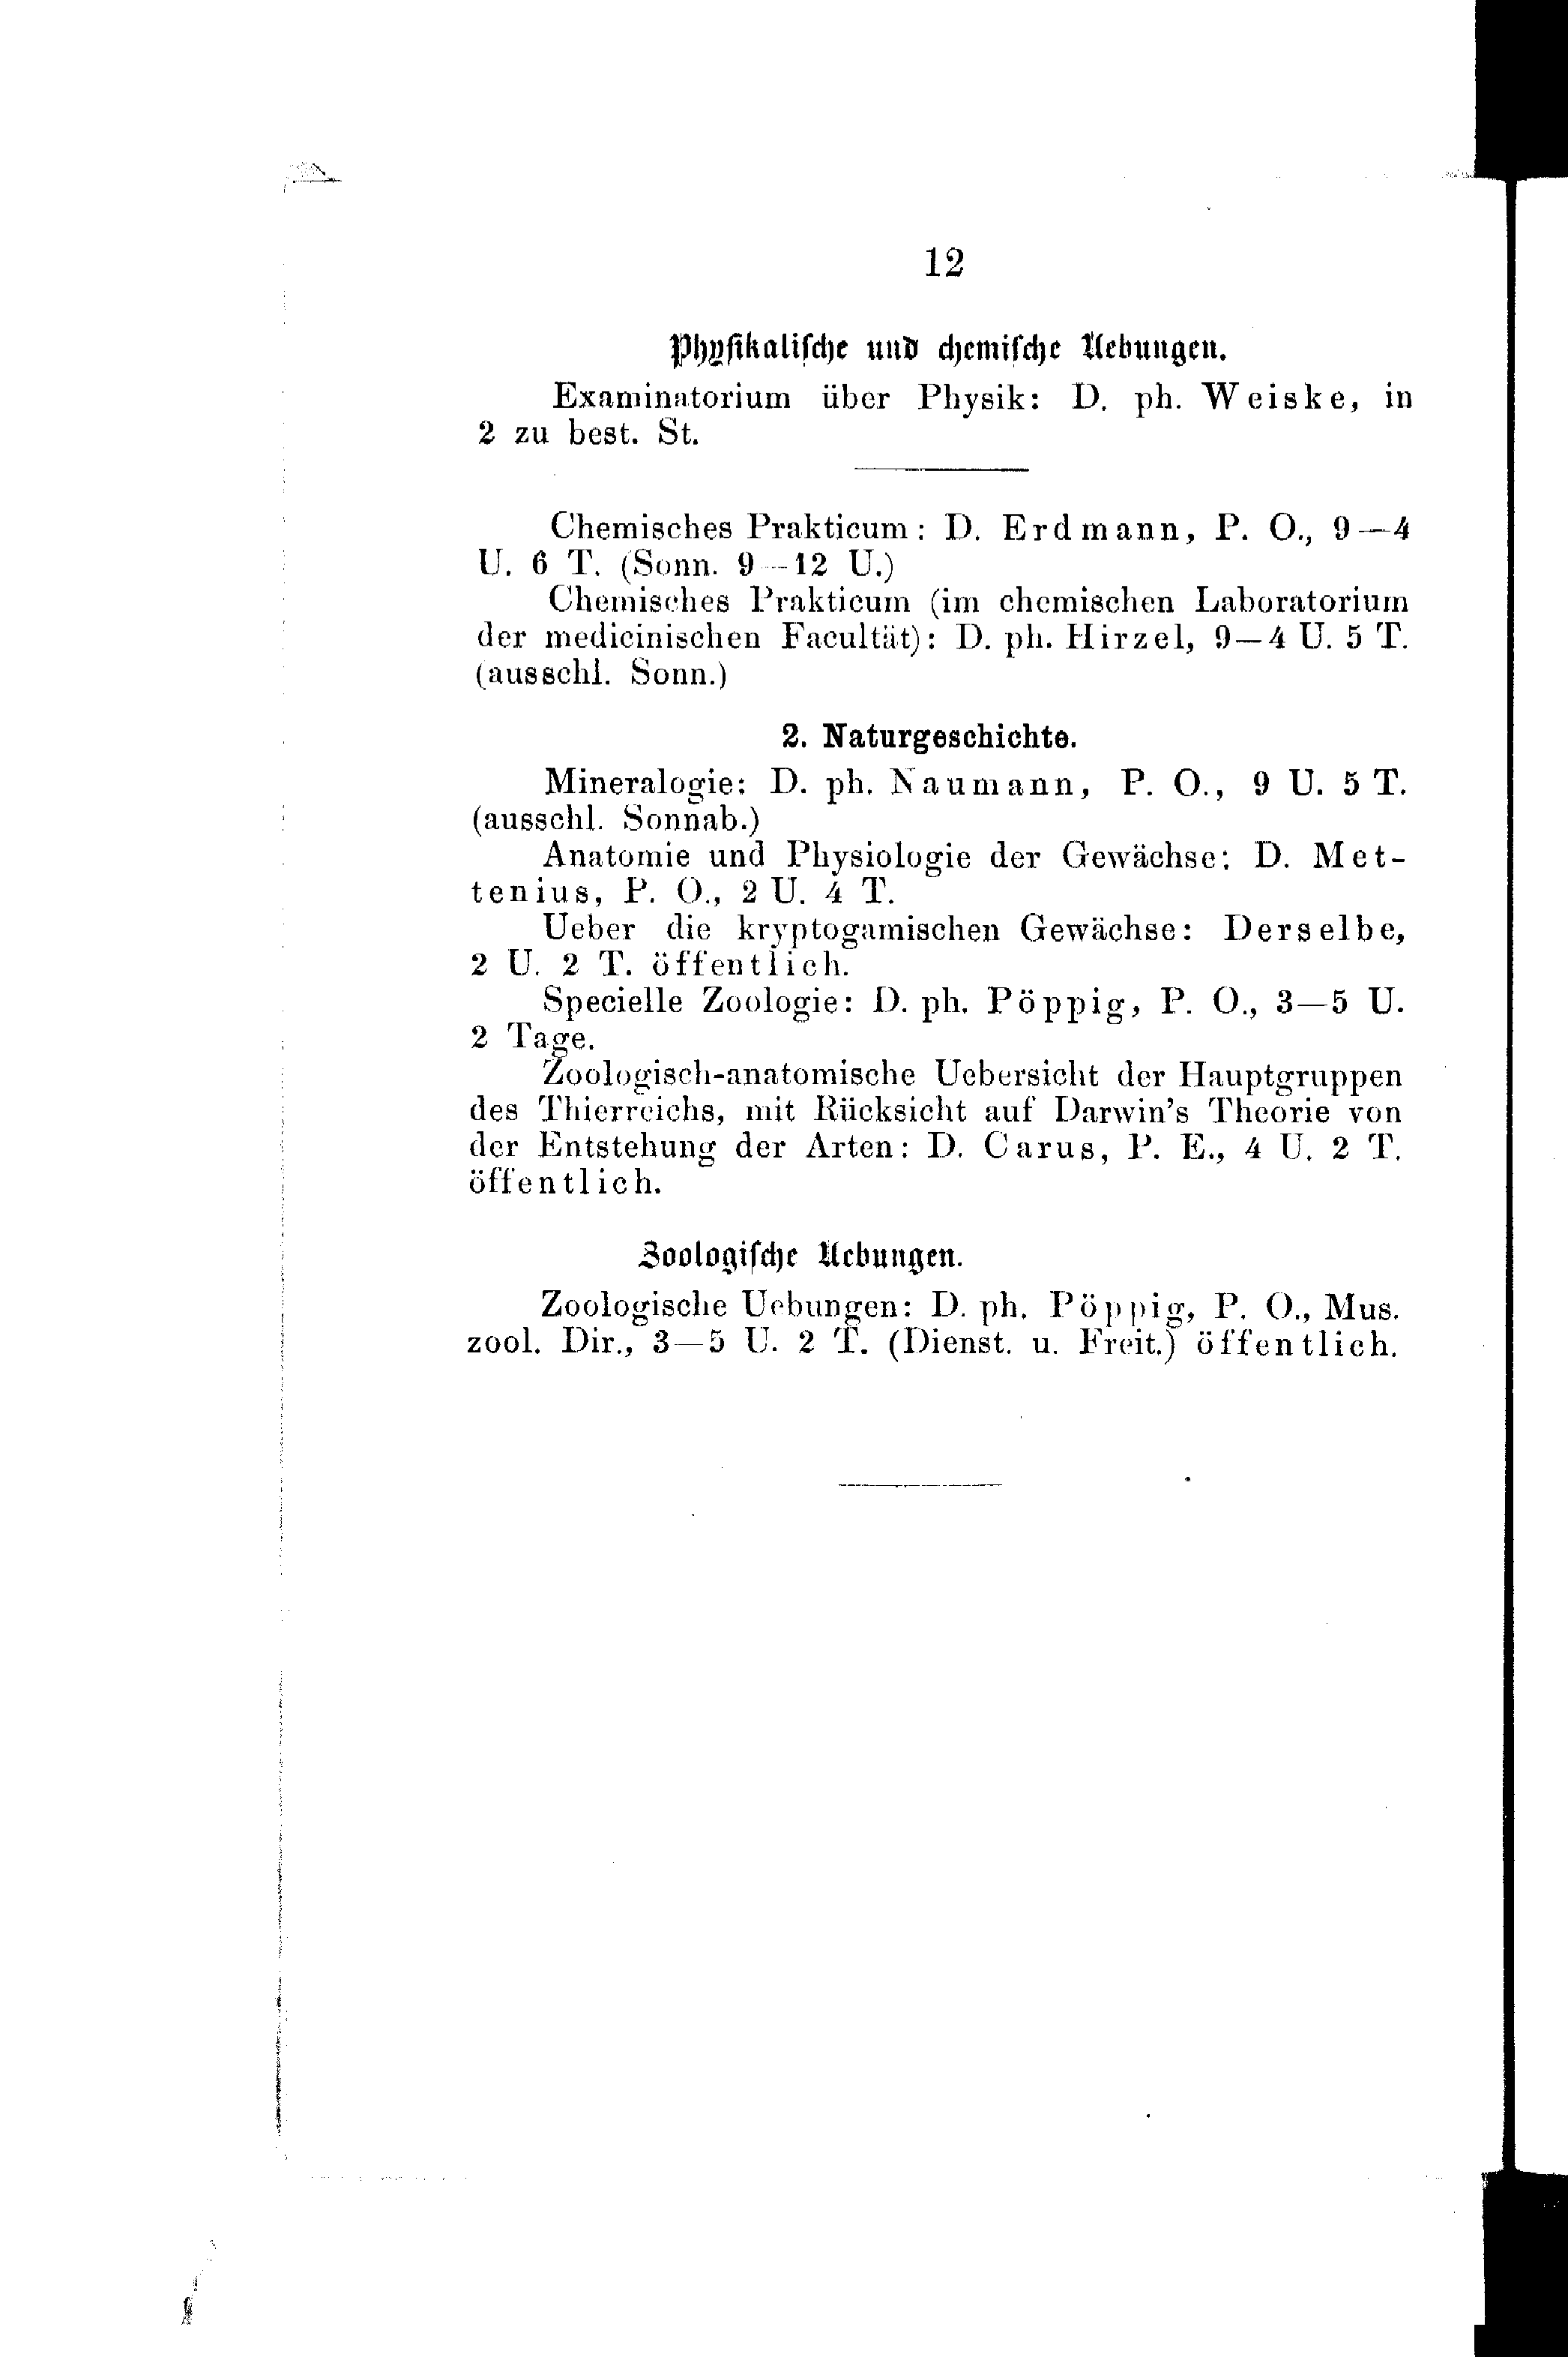 12
Physikalische und chemische Uebungen.
Examinatorium über Physik: D. ph. Weiske, in
2 zu best. St.
Chemisches Prakticum: D. Erdmann, P. O., 9—4
U. 6 T. (Sonn. 9—12 U.)
Chemisches Prakticum (im chemischen Laboratorium
der medicinischen Facultät): D. ph. Hirzel, 9—4 U. 5 T.
(ausschl. Sonn.)
2. Naturgeschichte.
Mineralogie: D. ph. Naumann, P. O., 9 U. 5 T.
(ausschl. Sonnab.)
Anatomie und Physiologie der Gewächse: D. Met-
tenius, P. O., 2 U. 4 T.
Ueber die kryptogamischen Gewächse: Derselbe,
2 U. 2 T. öffentlich.
Specielle Zoologie: D. ph. Pöppig, P. O., 3—5 U.
2 Tage.
Zoologisch-anatomische Uebersicht der Hauptgruppen
des Thierreichs, mit Rücksicht auf Darwin's Theorie von
der Entstehung der Arten: D. Carus, P. E., 4 U. 2 T.
öffentlich.
Zoologische Uebungen.
Zoologische Uebungen: D. ph. Pöppig, P. O., Mus.
zool. Dir., 3—5 U. 2 T. (Dienst. u. Freit.) öffentlich.